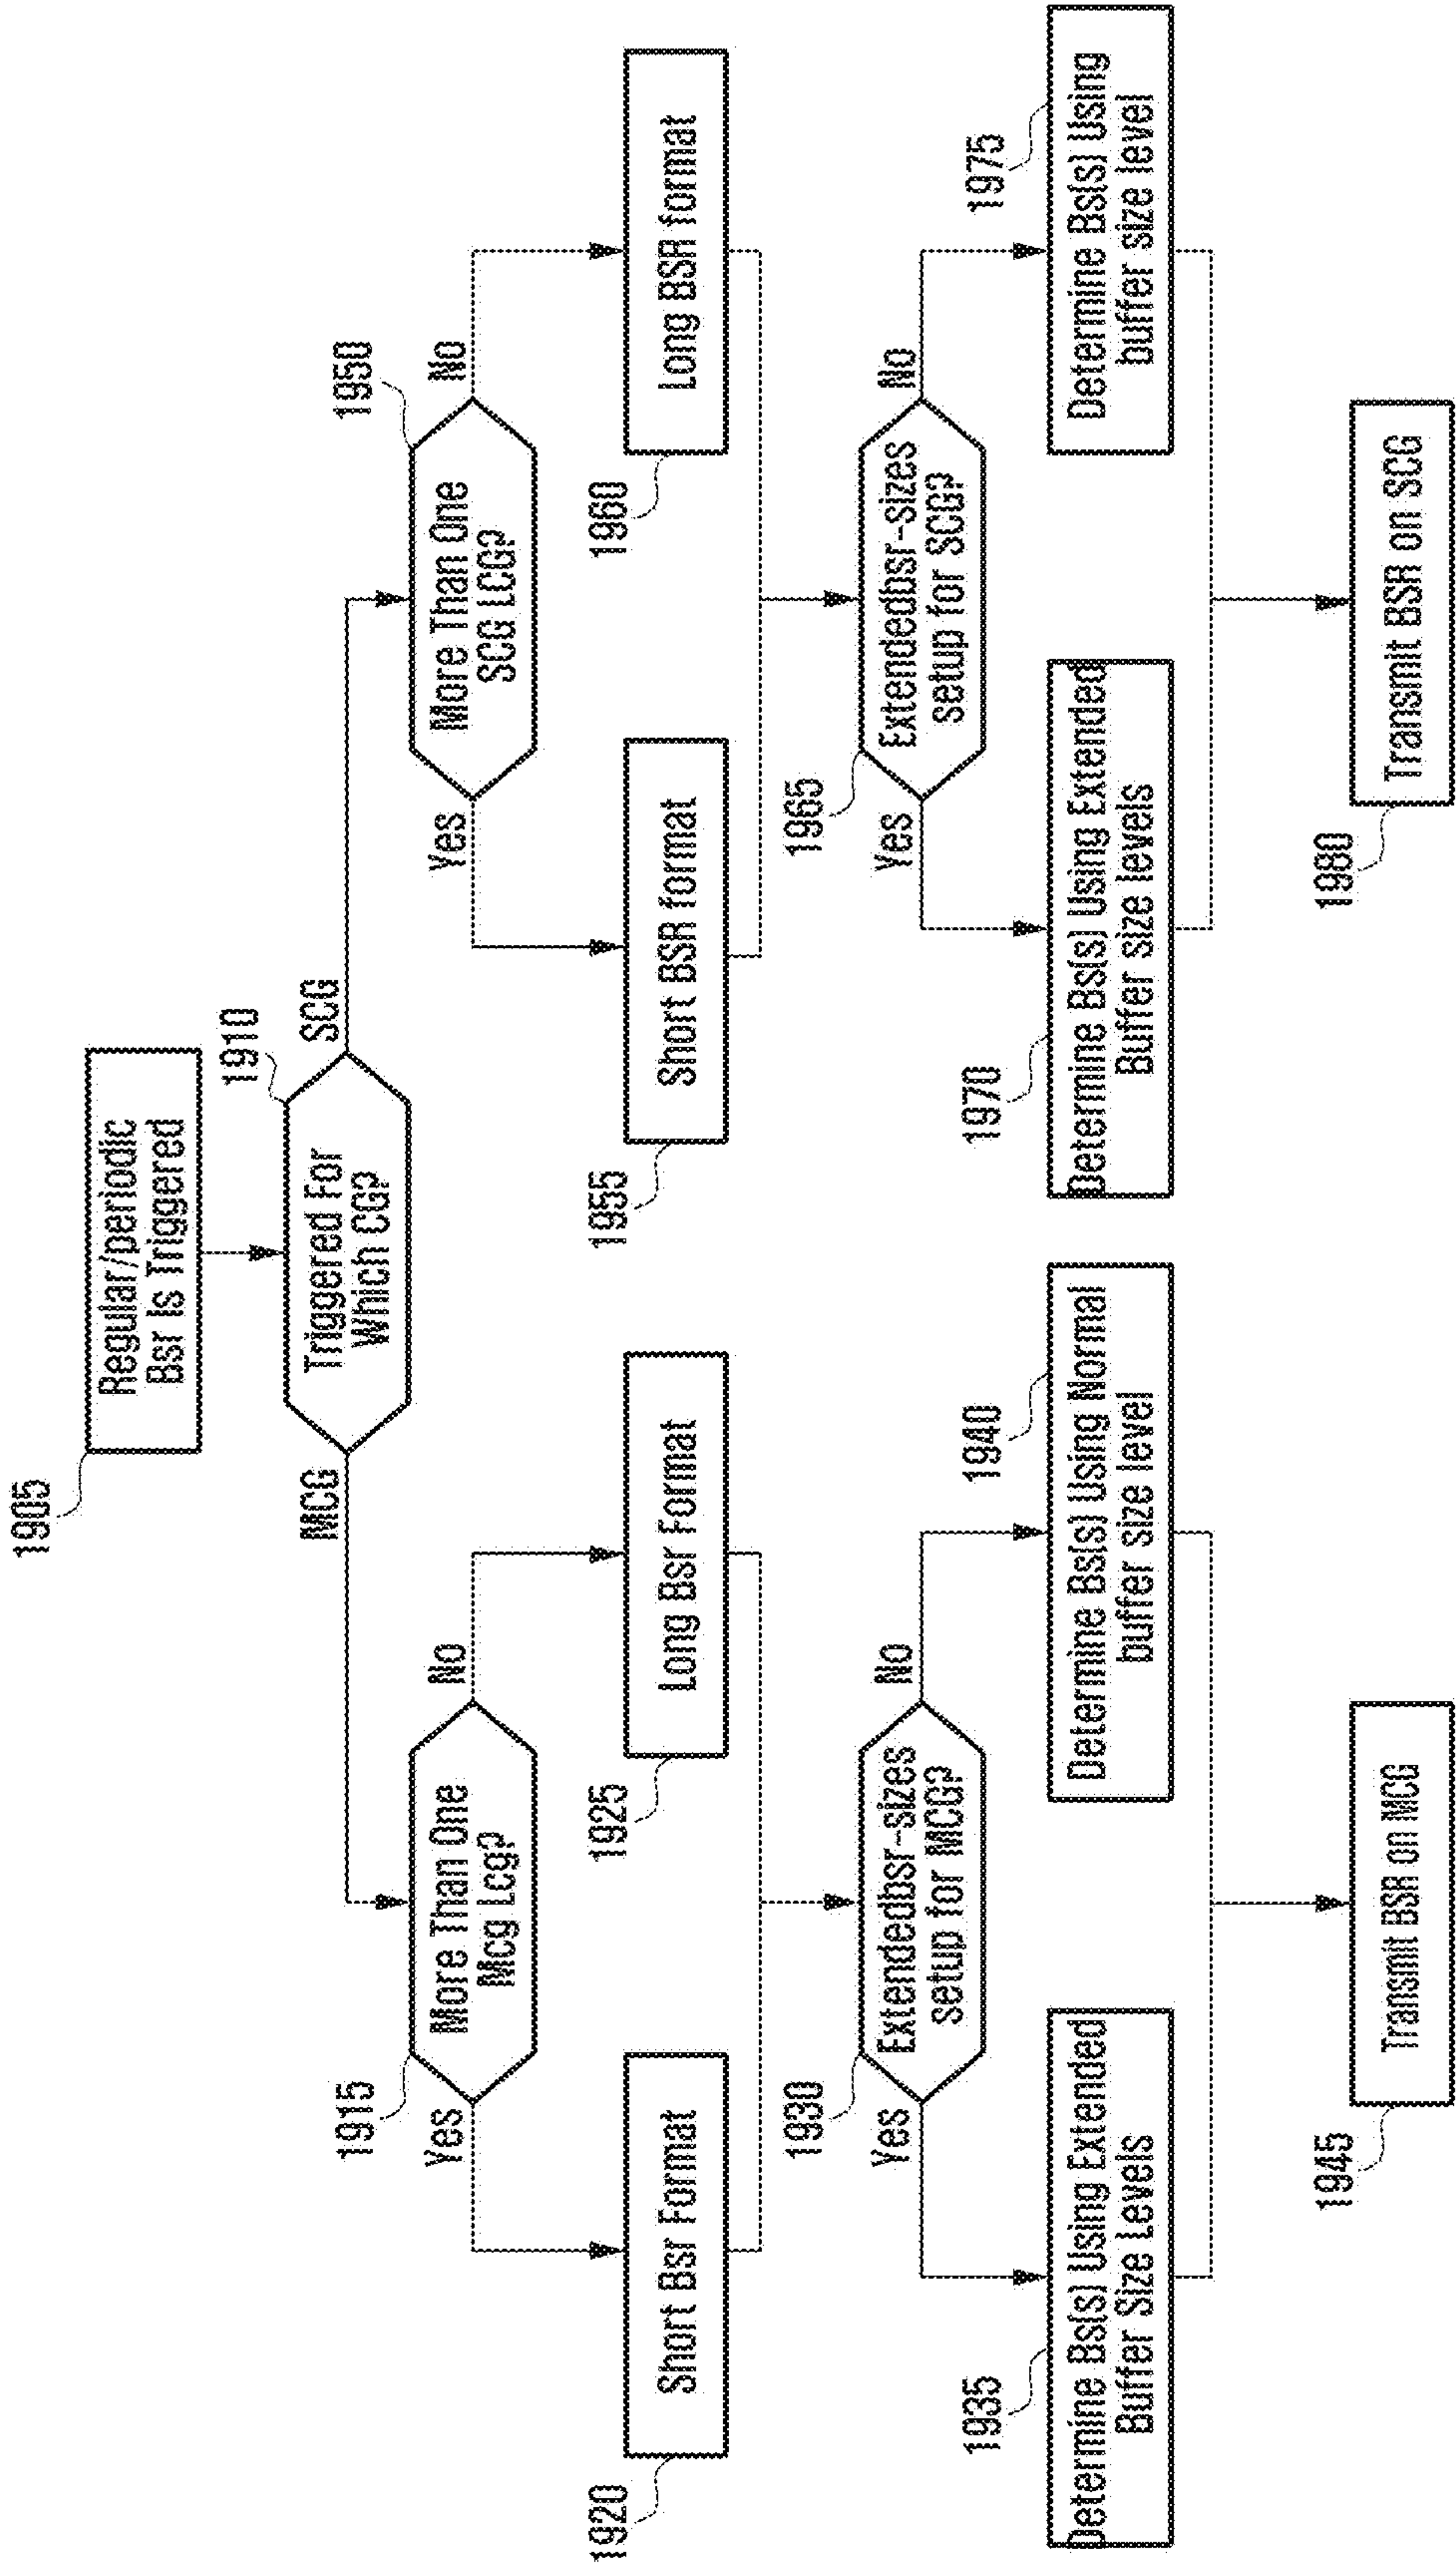 1905
Regular/periodic
Bsr Is Triggered
1910
Triggered For
Which CG?
MCG
SCG
1915
More Than One
Mcg Lcg?
Yes
No
1950
More Than One
SCG LCG?
Yes
No
1920
Short Bsr Format
1925
Long Bsr Format
1955
Short BSR format
1960
Long BSR format
1930
Extendedbsr-sizes
setup for MCG?
Yes
No
1965
Extendedbsr-sizes
setup for SCG?
Yes
No
1935
Determine Bs(s) Using Extended
Buffer Size Levels
1940
Determine Bs(s) Using Normal
buffer size level
1970
Determine Bs(s) Using Extended
Buffer size levels
1975
Determine Bs(s) Using
buffer size level
1945
Transmit BSR on MCG
1980
Transmit BSR on SCG